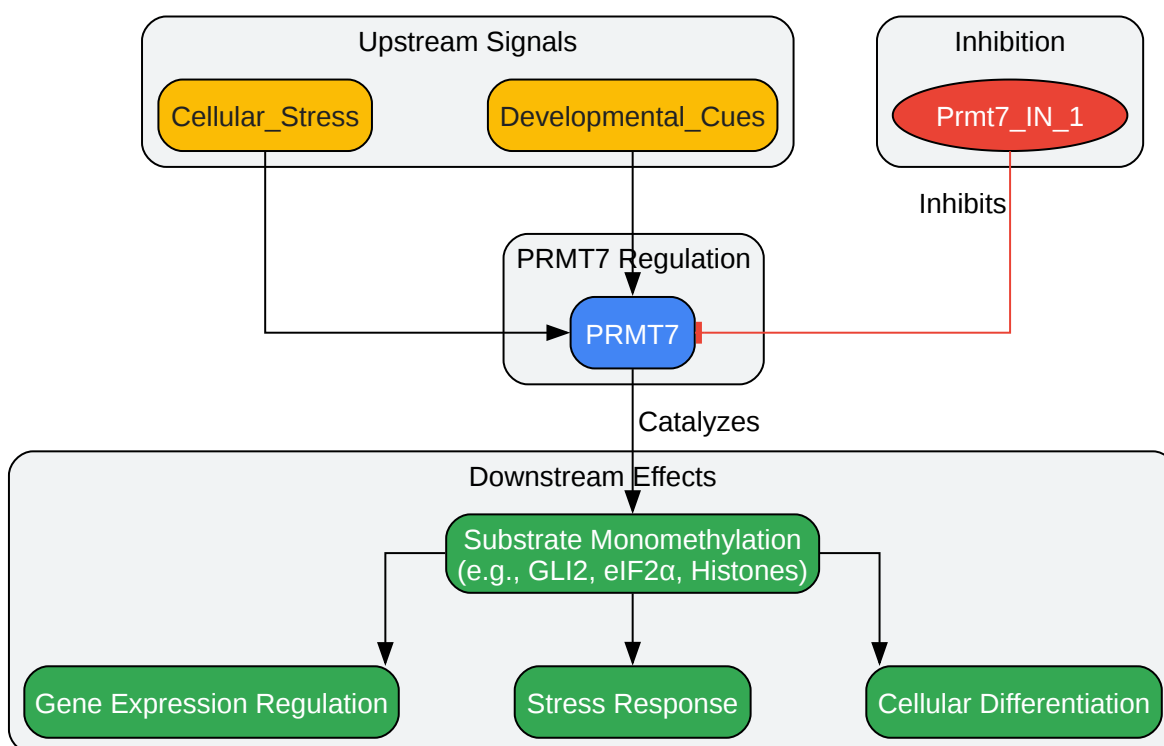 Upstream Signals
Inhibition
Cellular_Stress
Developmental_Cues
Prmt7_IN_1
Inhibits
PRMT7 Regulation
PRMT7
Catalyzes
Downstream Effects
Substrate Monomethylation
(e.g., GLI2, eIF2α, Histones)
Gene Expression Regulation
Stress Response
Cellular Differentiation